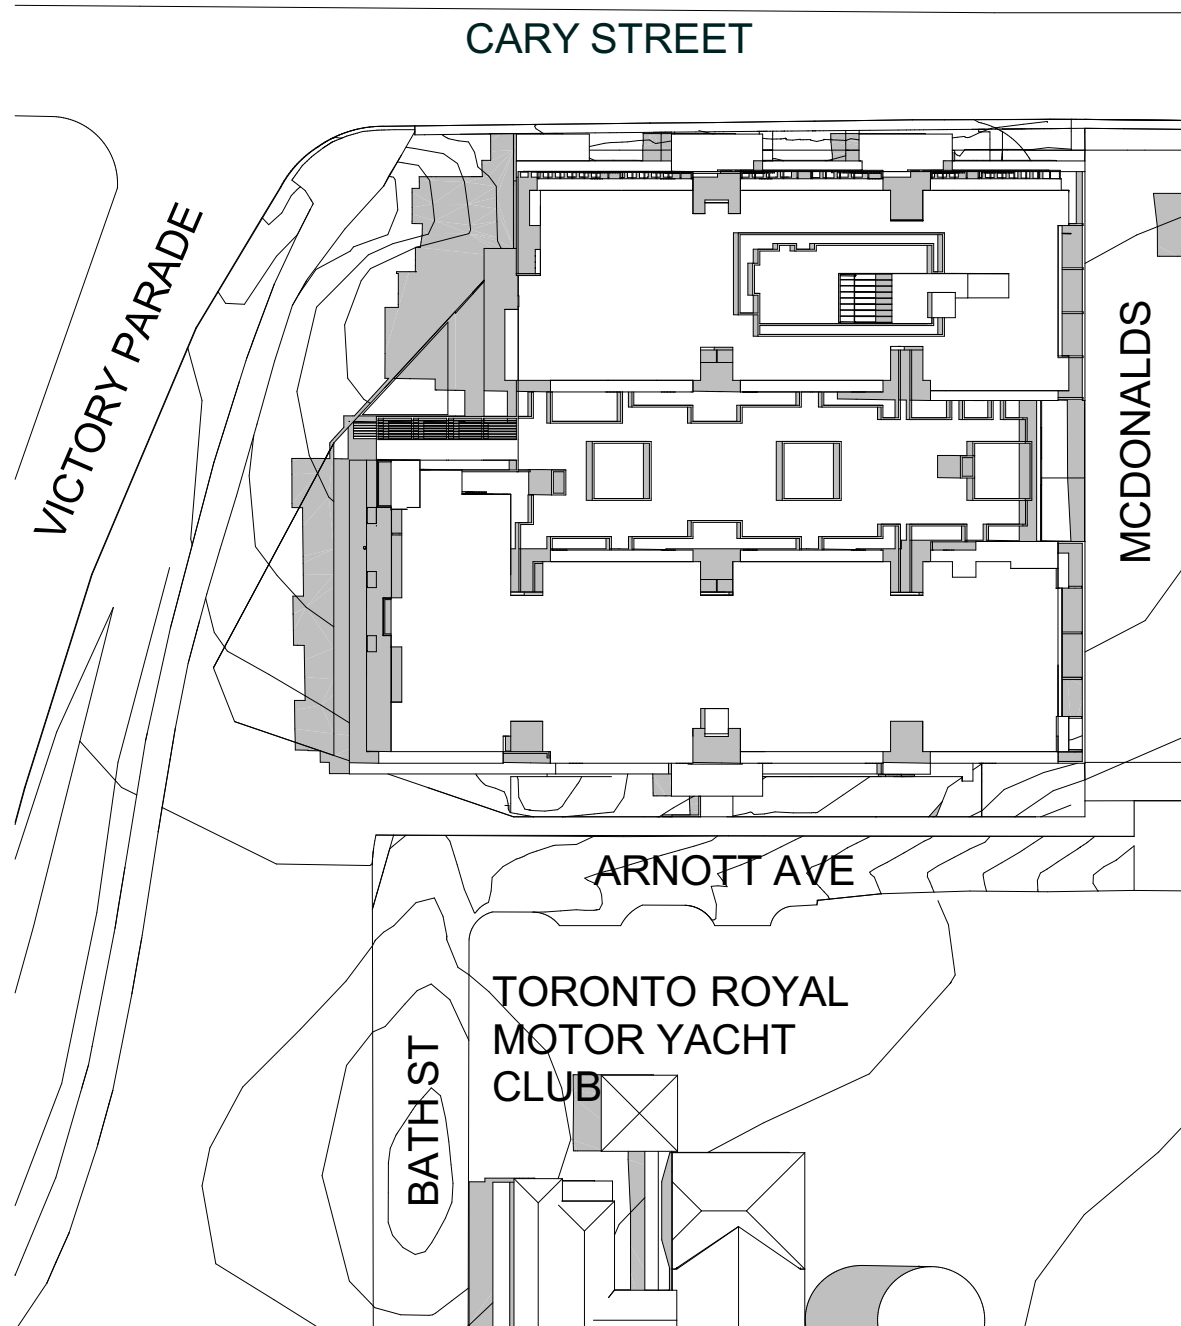 CARY STREET
VICTORY PARADE
MCDONALDS
ARNOTT AVE
TORONTO ROYAL
MOTOR YACHT
CLUB
BATH ST